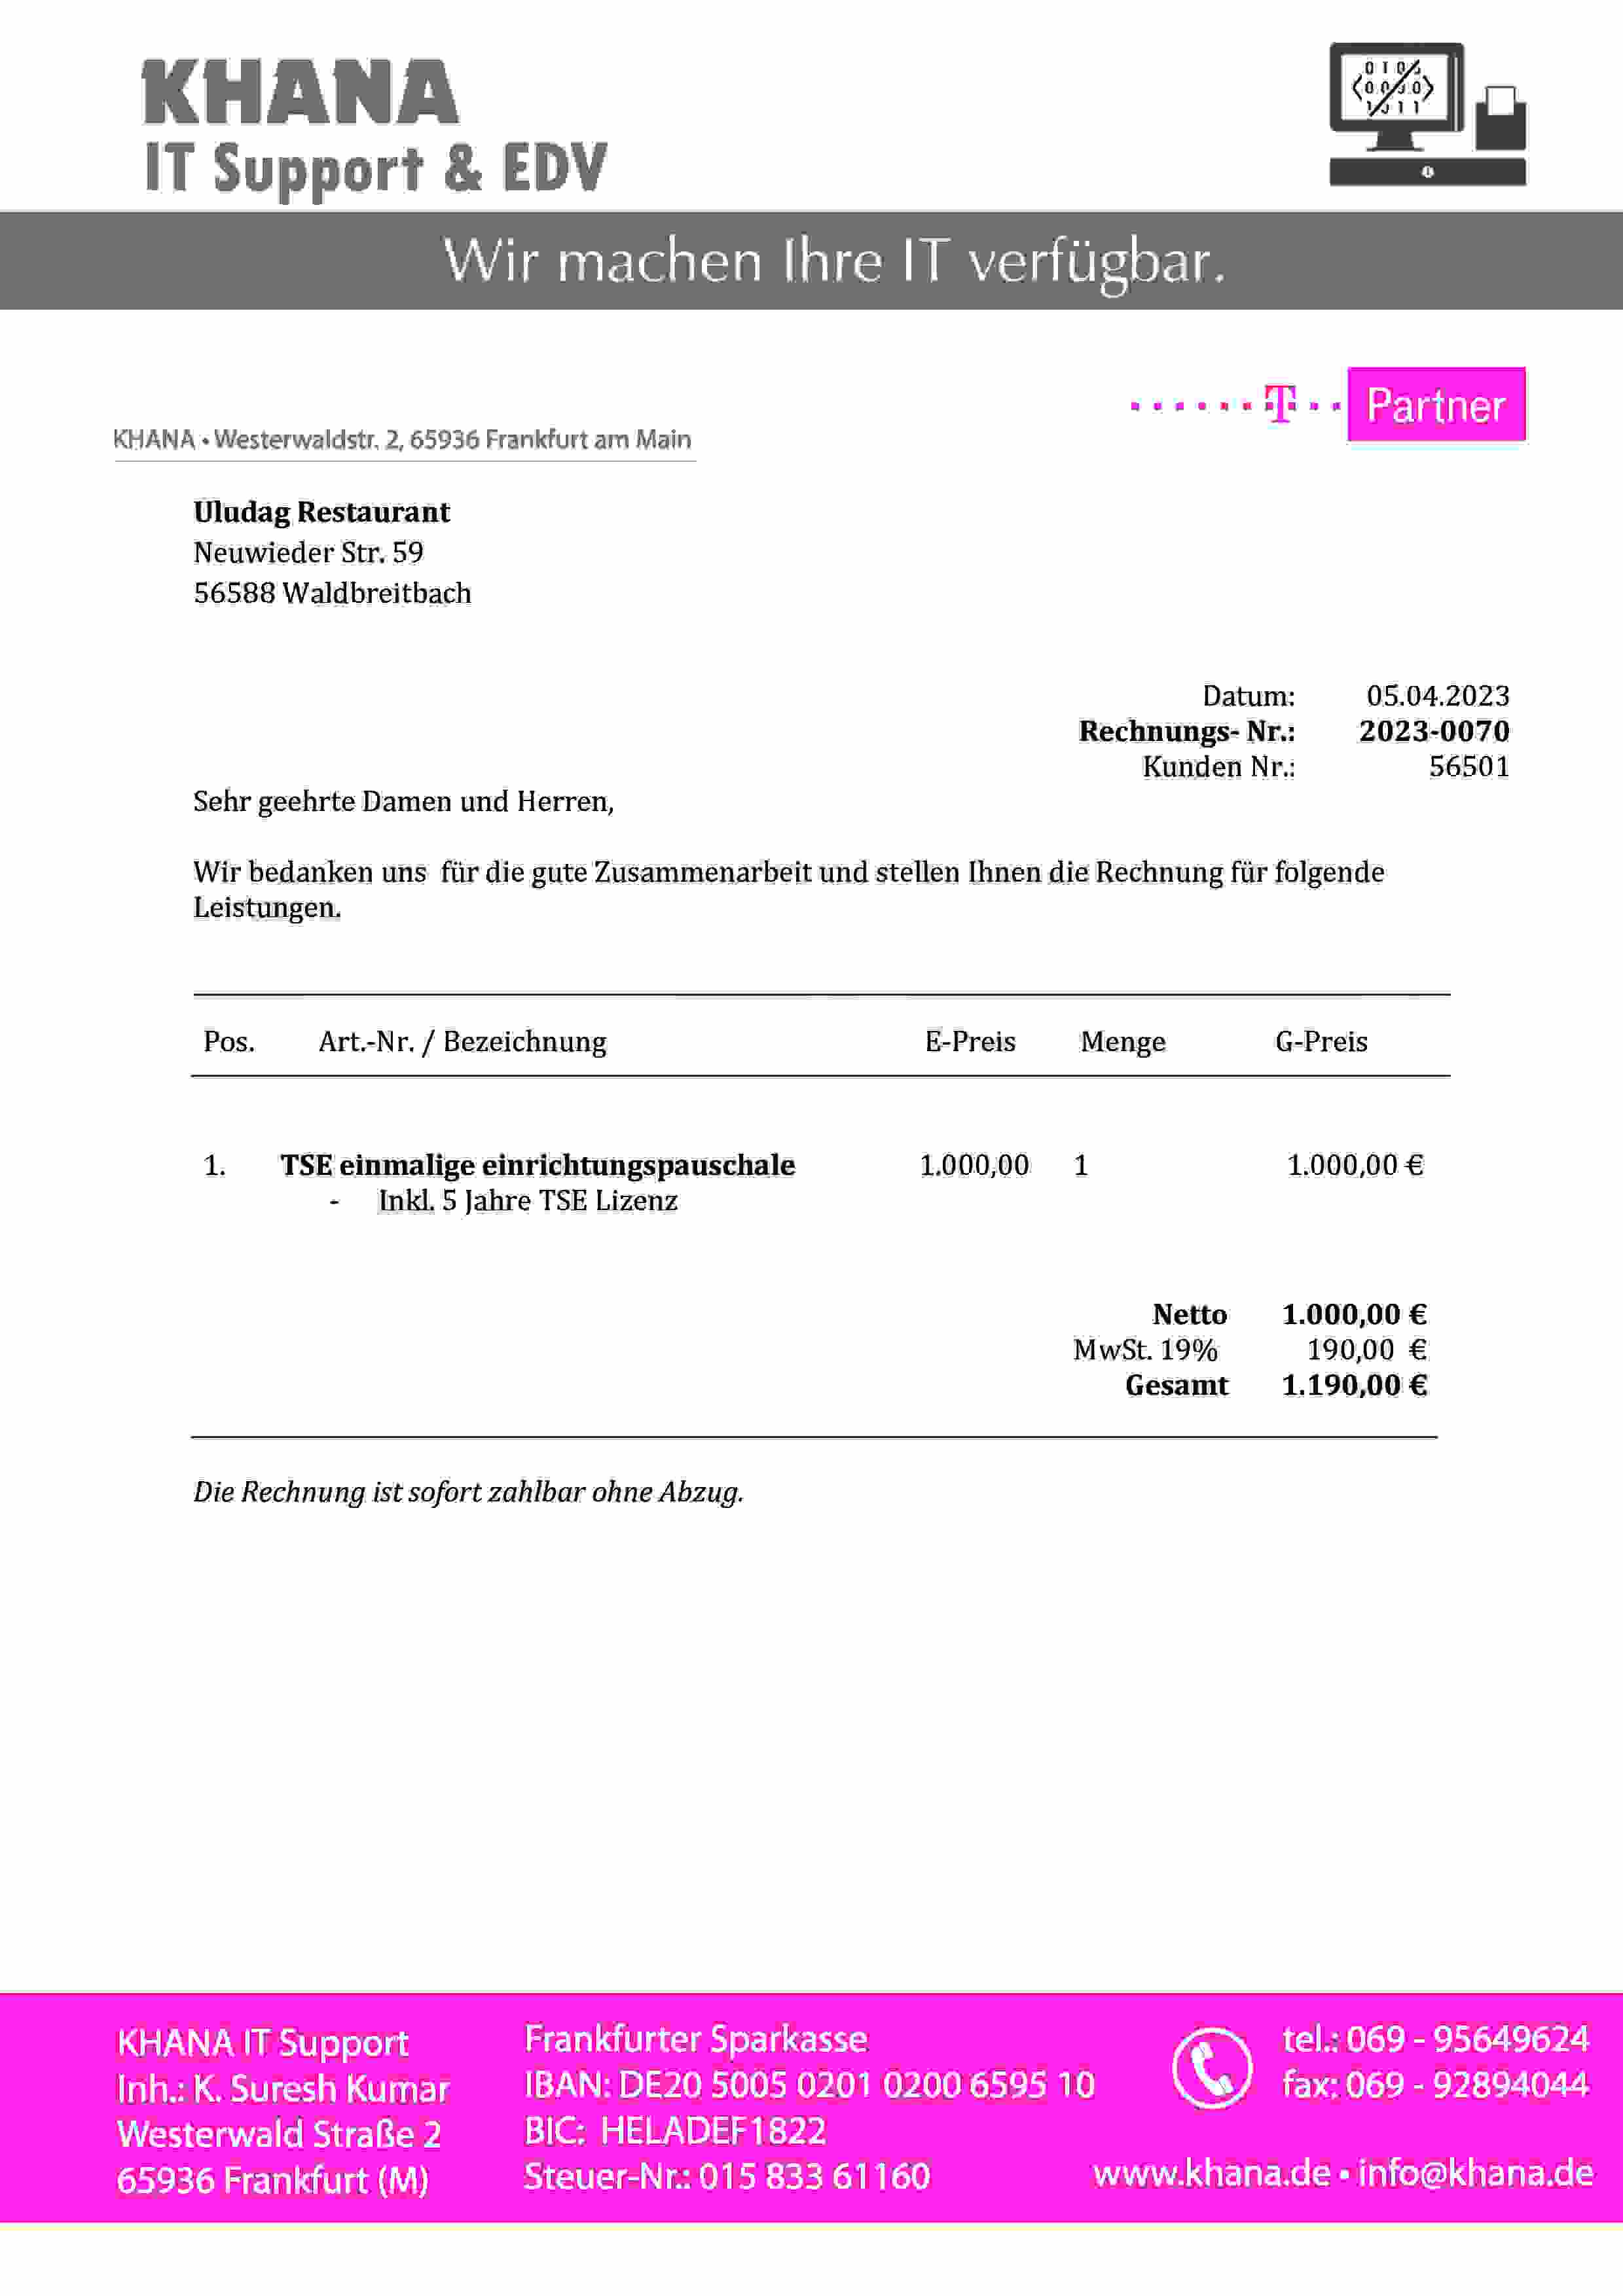 KHANA
IT Support & EDV
Wir machen Ihre IT verfügbar.
T Partner
KHANA • Westerwaldstr. 2, 65936 Frankfurt am Main
Uludag Restaurant
Neuwieder Str. 59
56588 Waldbreitbach
Datum: 05.04.2023
Rechnungs- Nr.: 2023-0070
Kunden Nr.: 56501
Sehr geehrte Damen und Herren,
Wir bedanken uns für die gute Zusammenarbeit und stellen Ihnen die Rechnung für folgende
Leistungen.
Pos. Art.-Nr. / Bezeichnung E-Preis Menge G-Preis
1. TSE einmalige einrichtungspauschale 1.000,00 1 1.000,00 €
- Inkl. 5 Jahre TSE Lizenz
Netto 1.000,00 €
MwSt. 19% 190,00 €
Gesamt 1.190,00 €
Die Rechnung ist sofort zahlbar ohne Abzug.
KHANA IT Support
Inh.: K. Suresh Kumar
Westerwald Straße 2
65936 Frankfurt (M)
Frankfurter Sparkasse
IBAN: DE20 5005 0201 0200 6595 10
BIC: HELADEF1822
Steuer-Nr.: 015 833 61160
tel.: 069 - 95649624
fax: 069 - 92894044
www.khana.de • info@khana.de